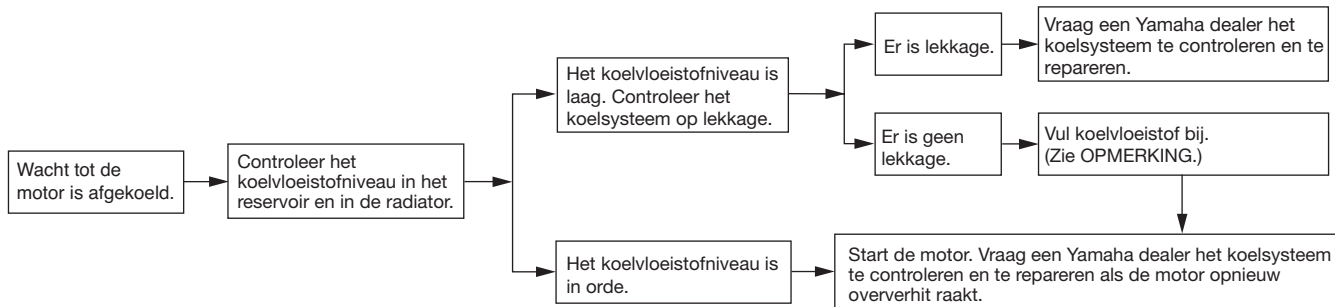 Wacht tot de
motor is afgekoeld.
Controleer het
koelvloeistofniveau in het
reservoir en in de radiator.
Het koelvloeistofniveau is
laag. Controleer het
koelsysteem op lekkage.
Er is lekkage.
Vraag een Yamaha dealer het
koelsysteem te controleren en te
repareren.
Er is geen
lekkage.
Vul koelvloeistof bij.
(Zie OPMERKING.)
Het koelvloeistofniveau is
in orde.
Start de motor. Vraag een Yamaha dealer het koelsysteem
te controleren en te repareren als de motor opnieuw
oververhit raakt.